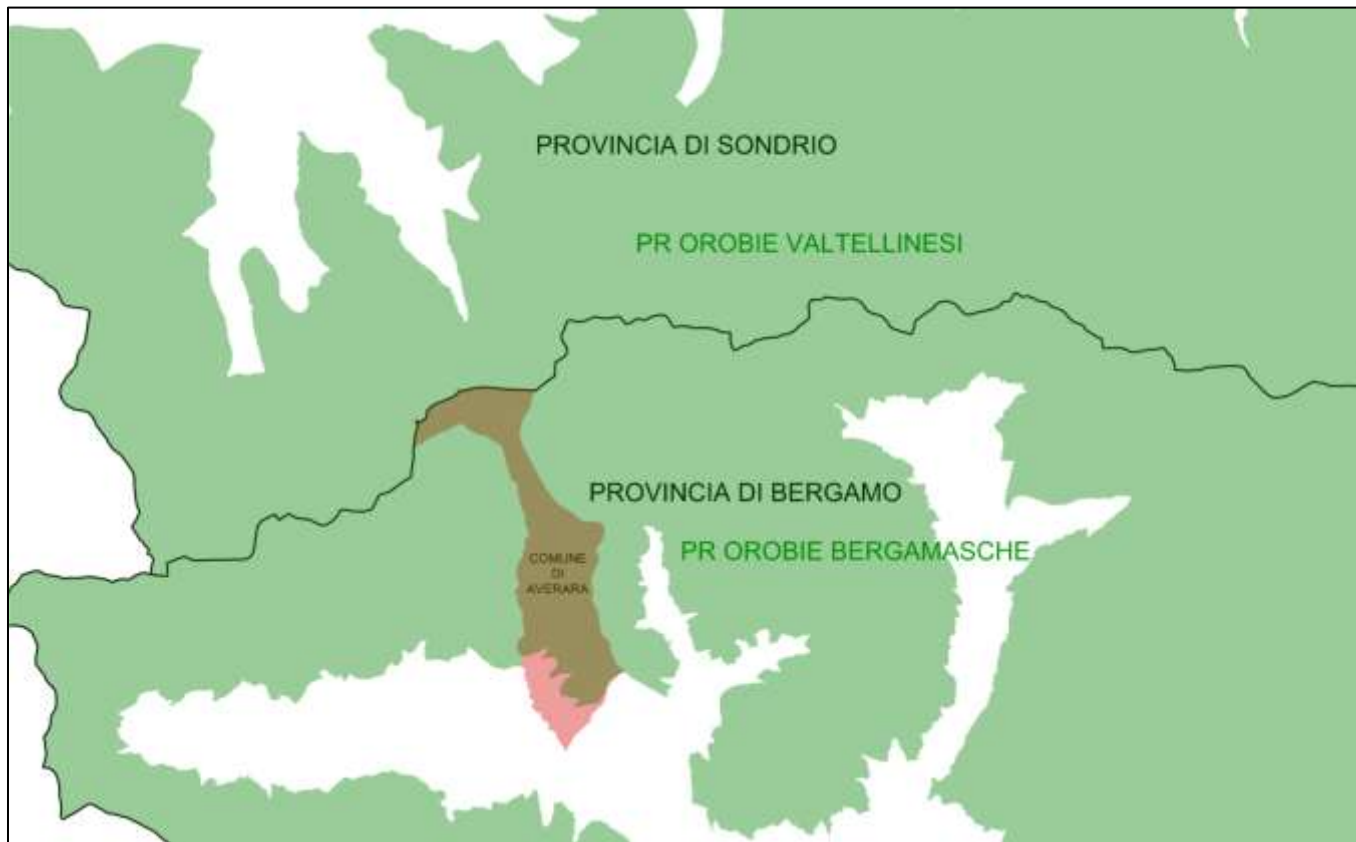 PROVINCIA DI SONDRIO
PR OROBIE VALTELLINESI
PROVINCIA DI BERGAMO
PR OROBIE BERGAMASCHE
COMUNE
DI
AVERARA